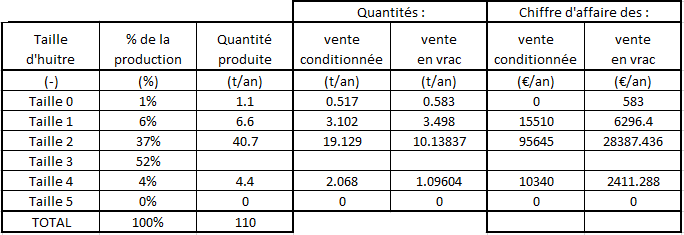 Quantités : Chiffre d'affaire des :
Taille % de la Quantité vente vente vente vente
d'huitre production produite conditionnée en vrac conditionnée en vrac
(-) (%) (t/an) (t/an) (t/an) (€/an) (€/an)
Taille 0 1% 1.1 0.517 0.583 0 583
Taille 1 6% 6.6 3.102 3.498 15510 6296.4
Taille 2 37% 40.7 19.129 10.13837 95645 28387.436
Taille 3 52%
Taille 4 4% 4.4 2.068 1.09604 10340 2411.288
Taille 5 0% 0 0 0 0 0
TOTAL 100% 110